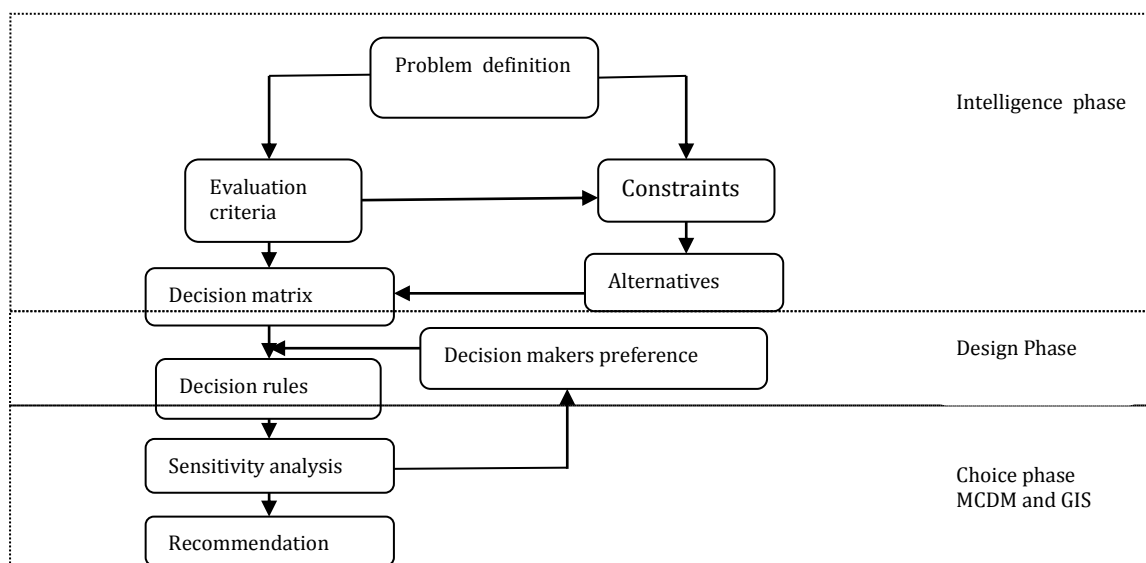 Problem definition
Intelligence phase
Evaluation
criteria
Constraints
Decision matrix
Alternatives
Decision makers preference
Design Phase
Decision rules
Sensitivity analysis
Choice phase
MCDM and GIS
Recommendation